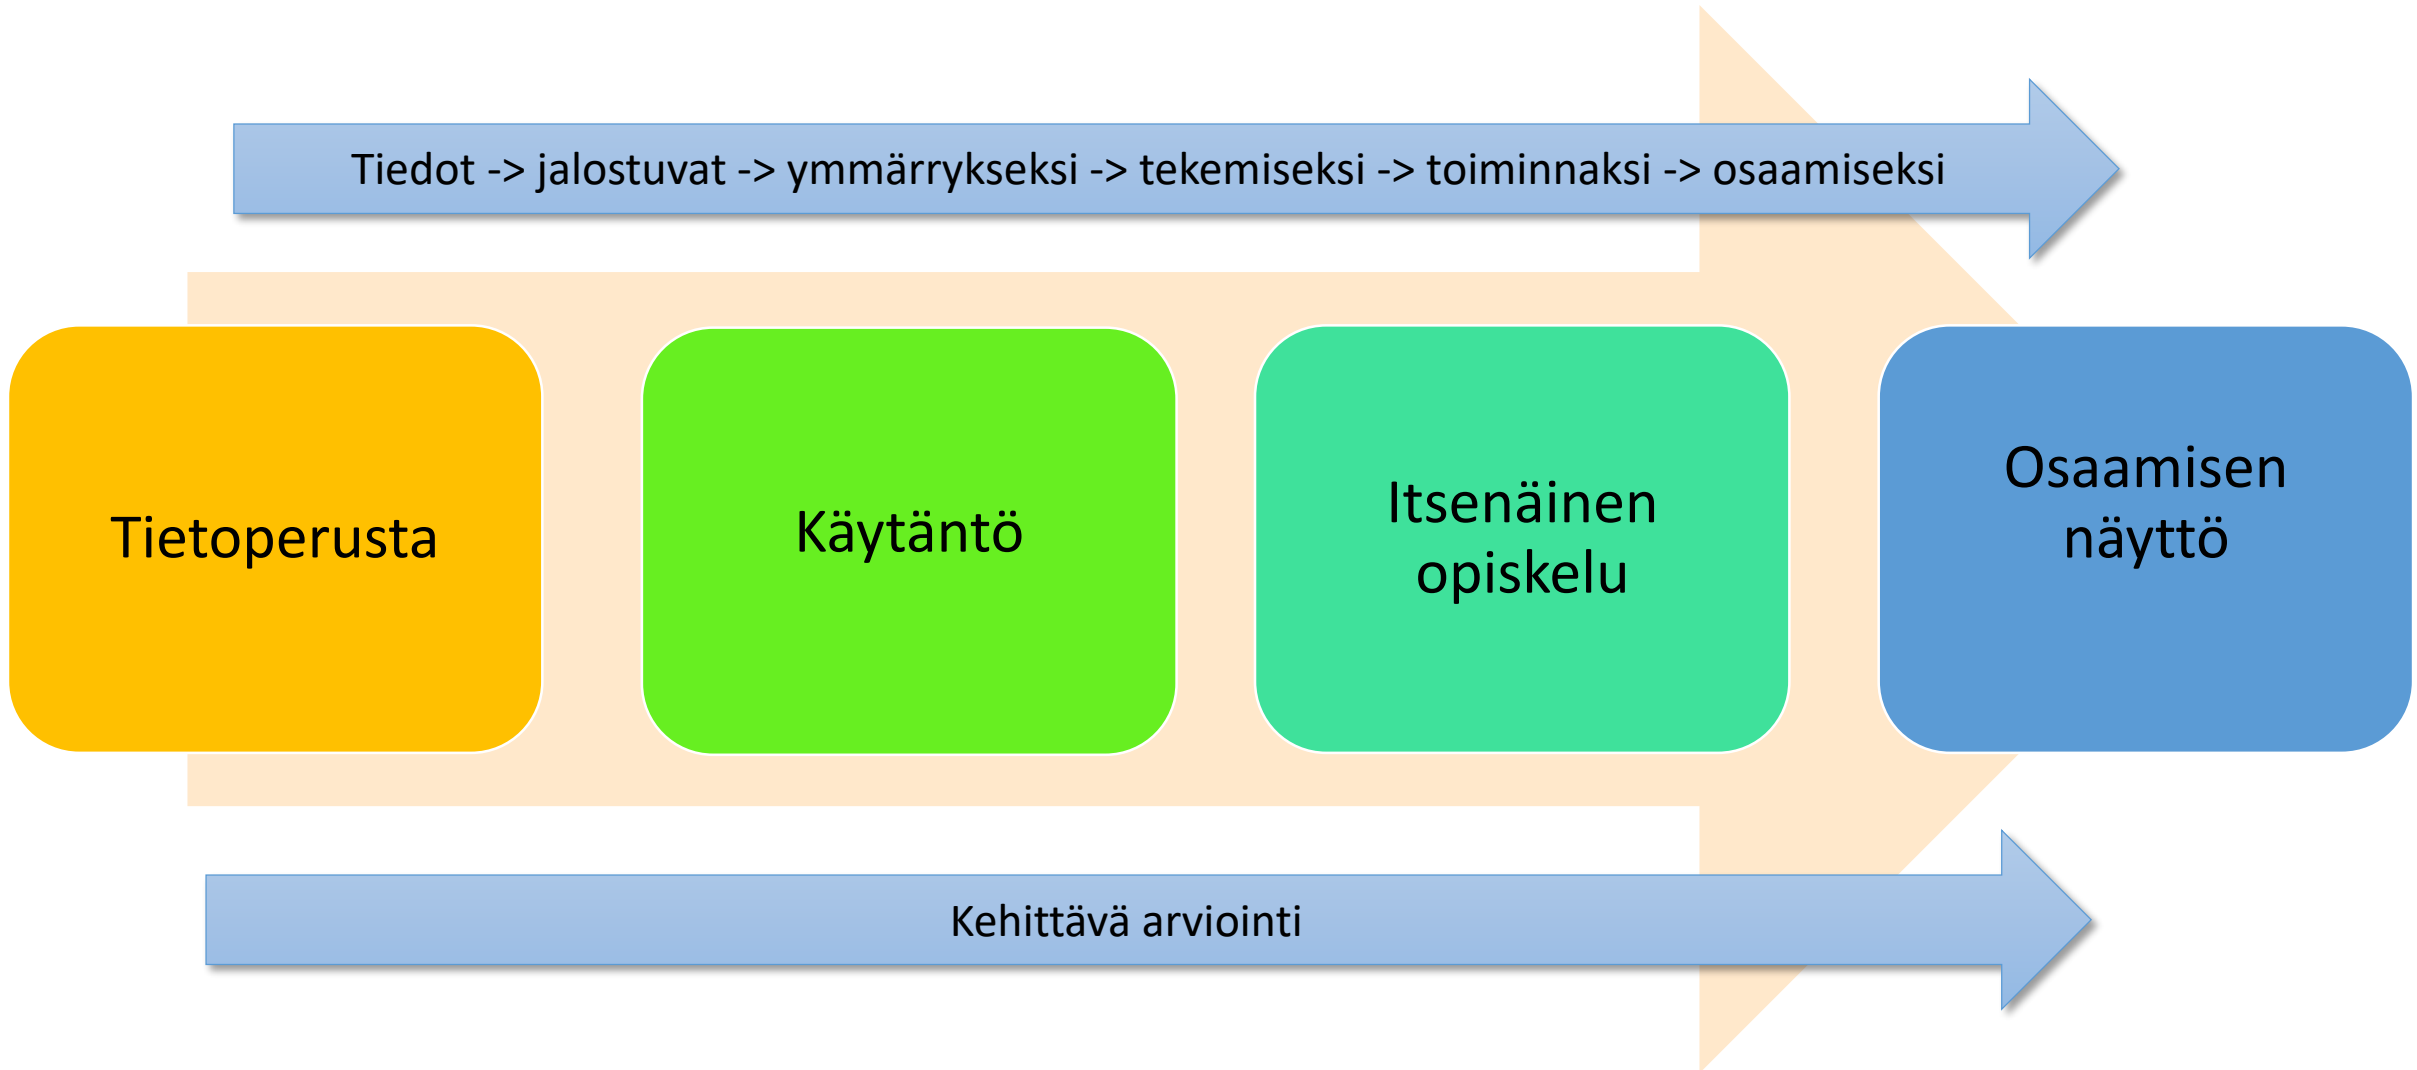 Tiedot -> jalostuvat -> ymmärrykseksi -> tekemiseksi -> toiminnaksi -> osaamiseksi
Tietoperusta
Käytäntö
Itsenäinen
opiskelu
Osaamisen
näyttö
Kehittävä arviointi